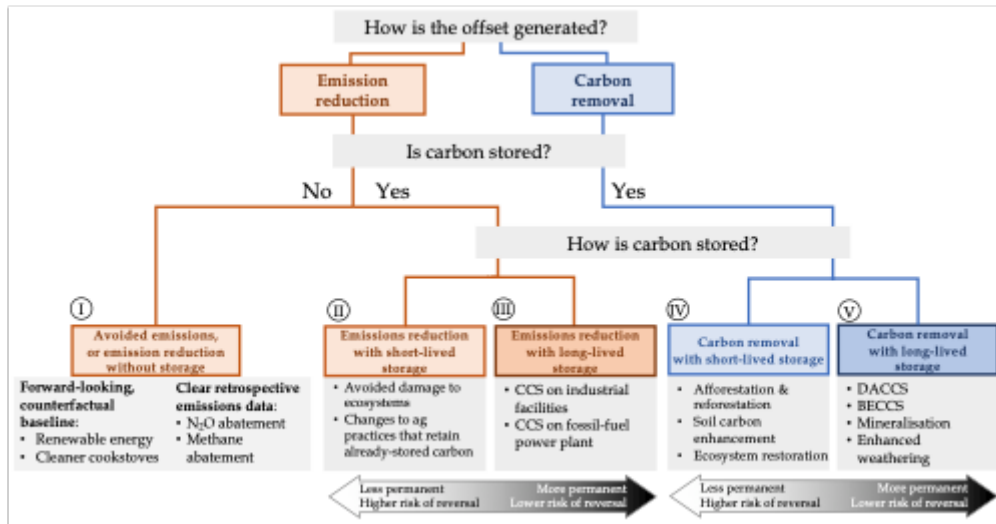 How is the offset generated?
Emission
reduction
Carbon
removal
Is carbon stored?
No
Yes
Yes
How is carbon stored?
I
Avoided emissions,
or emission reduction
without storage
Forward-looking,
counterfactual
baseline:
• Renewable energy
• Cleaner cookstoves
Clear retrospective
emissions data:
• N₂O abatement
• Methane
abatement
II
Emissions reduction
with short-lived
storage
• Avoided damage to
ecosystems
• Changes to ag
practices that retain
already-stored carbon
III
Emissions reduction
with long-lived
storage
• CCS on industrial
facilities
• CCS on fossil-fuel
power plant
Less permanent
Higher risk of reversal
More permanent
Lower risk of reversal
IV
Carbon removal
with short-lived storage
• Afforestation &
reforestation
• Soil carbon
enhancement
• Ecosystem restoration
V
Carbon removal
with long-lived
storage
• DACCS
• BECCS
• Mineralisation
• Enhanced
weathering
Less permanent
Higher risk of reversal
More permanent
Lower risk of reversal